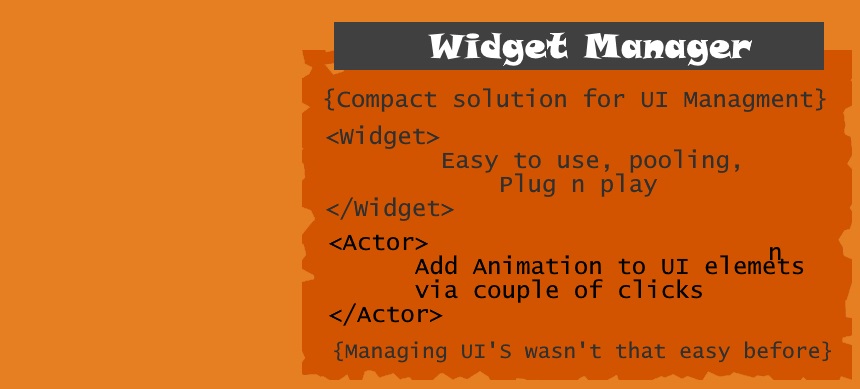 Widget Manager
{Compact solution for UI Managment}
<Widget>
Easy to use, pooling,
Plug n play
</Widget>
<Actor>
Add Animation to UI elemento
via couple of clicks
</Actor>
{Managing UI'S wasn't that easy before}